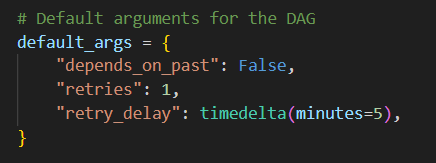 # Default arguments for the DAG
default_args = {
    "depends_on_past": False,
    "retries": 1,
    "retry_delay": timedelta(minutes=5),
}